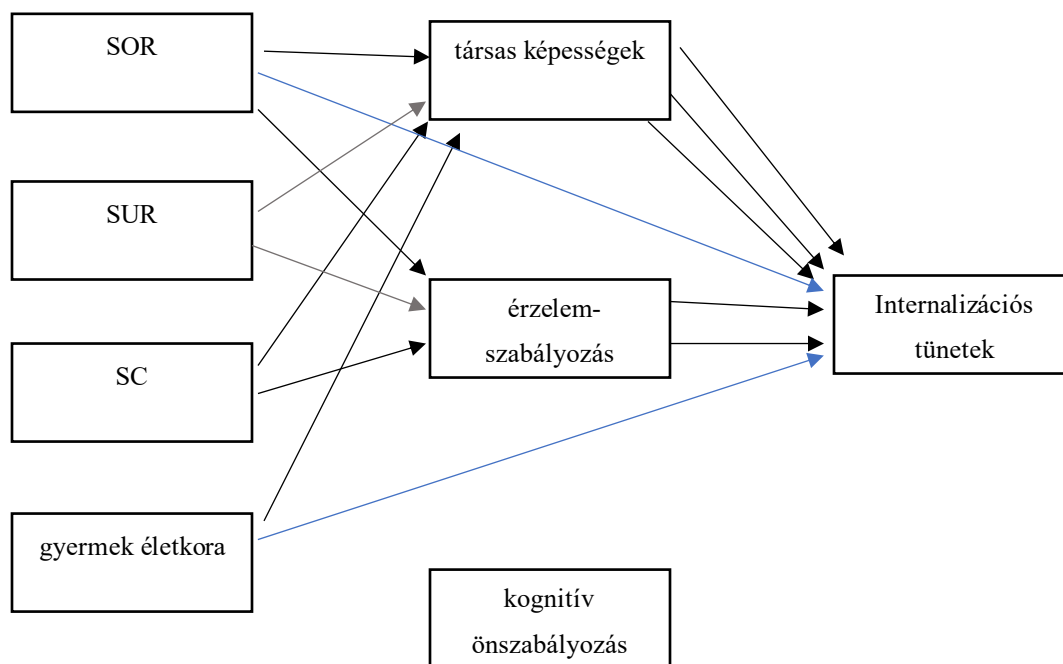 SOR
társas képességek
SUR
érzelem-
szabályozás
Internalizációs
tünetek
SC
gyermek életkora
kognitív
önszabályozás